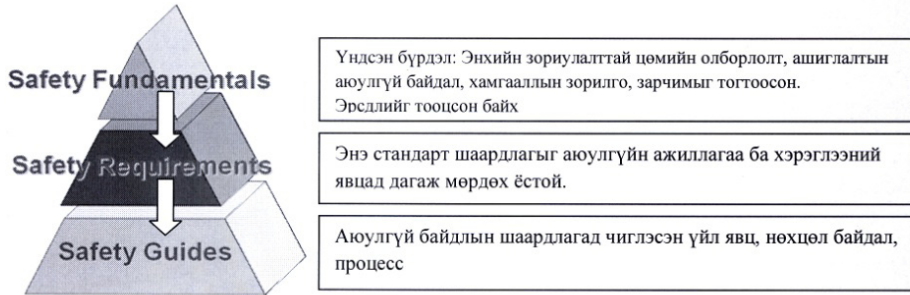 Safety Fundamentals
Үндсэн бүрдэл: Энхийн зориулалттай цөмийн олборлолт, ашиглалтын
аюулгүй байдал, хамгааллын зорилго, зарчимыг тогтоосон.
Эрсдлийг тооцсон байх
Safety Requirements
Энэ стандарт шаардлагыг аюулгүйн ажиллагаа ба хэрэглээний
явцад дагаж мөрдөх ёстой.
Safety Guides
Аюулгүй байдлын шаардлагад чиглэсэн үйл явц, нөхцөл байдал,
процесс